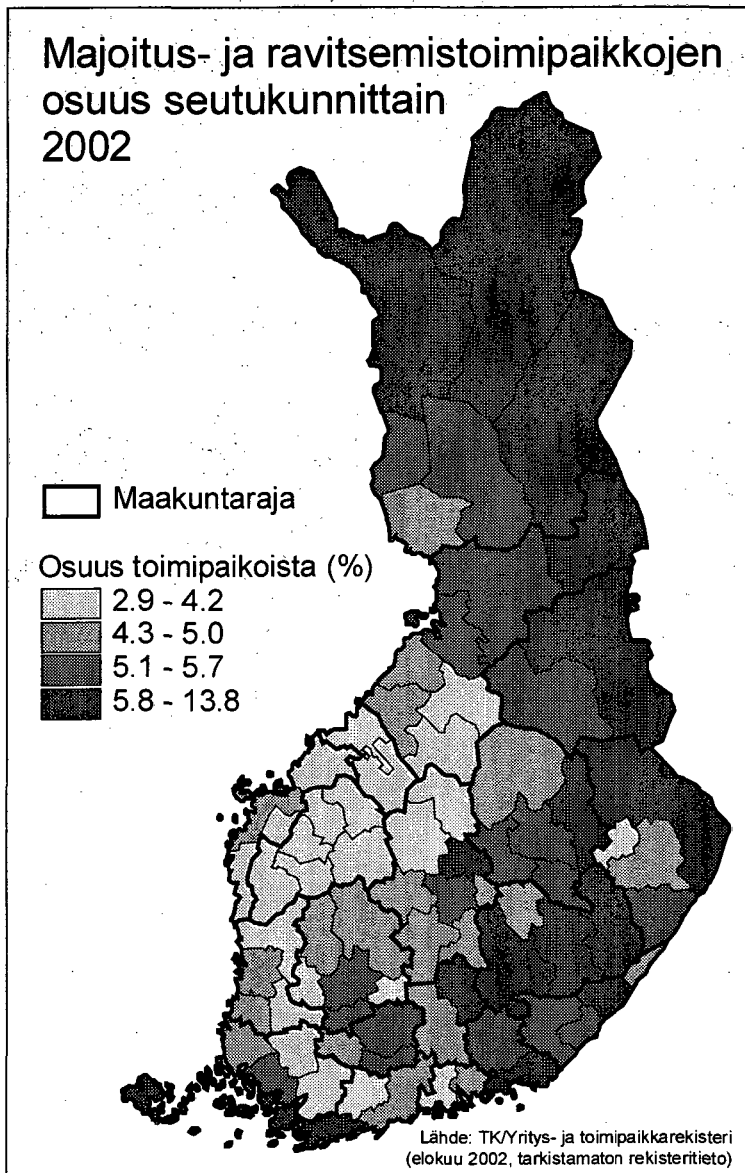 Majoitus- ja ravitsemistoimipaikkojen
osuus seutukunnittain
2002
Maakuntaraja
Osuus toimipaikoista (%)
2.9 - 4.2
4.3 - 5.0
5.1 - 5.7
5.8 - 13.8
Lähde: TK/Yritys- ja toimipaikkarekisteri
(elokuu 2002, tarkistamaton rekisteritieto)